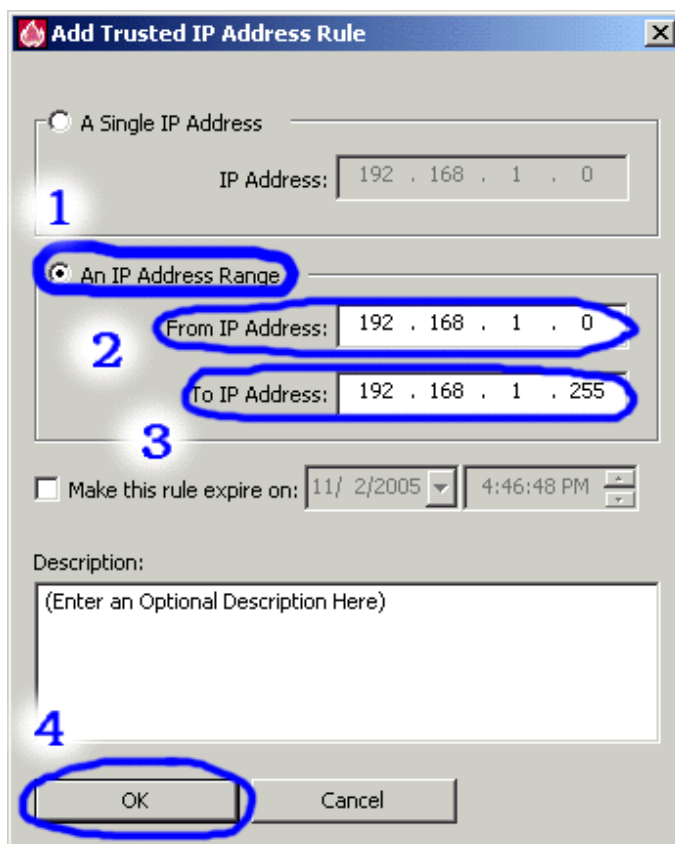 Add Trusted IP Address Rule
A Single IP Address
IP Address: 192 . 168 . 1 . 0
1
An IP Address Range
2
From IP Address: 192 . 168 . 1 . 0
To IP Address: 192 . 168 . 1 . 255
3
Make this rule expire on: 11/ 2/2005 4:46:48 PM
Description:
(Enter an Optional Description Here)
4
OK Cancel